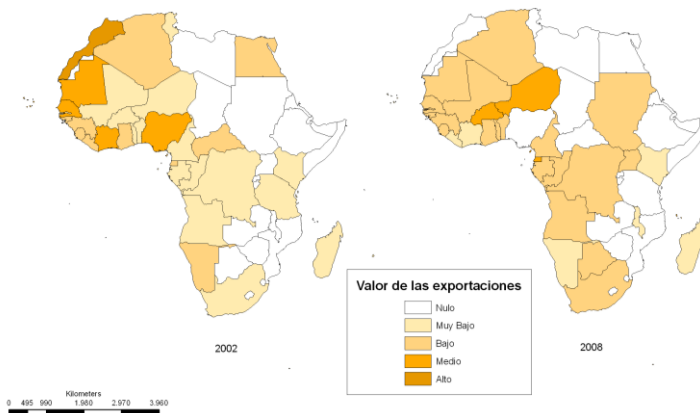 2002
2008
Valor de las exportaciones
Nulo
Muy Bajo
Bajo
Medio
Alto
Kilometers
0 495 990 1.980 2.970 3.960